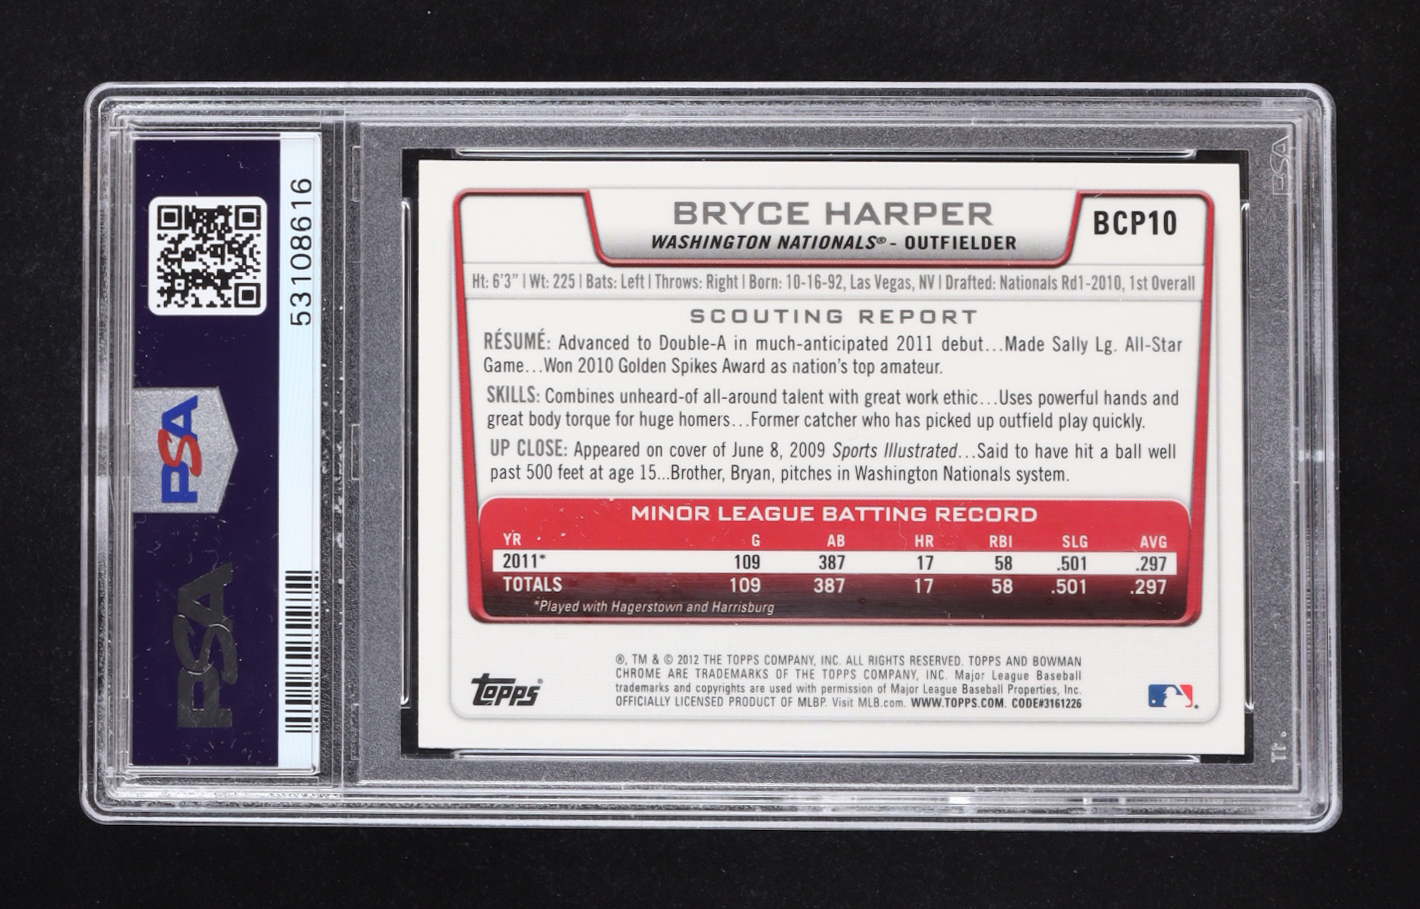 BRYCE HARPER
WASHINGTON NATIONALS® - OUTFIELDER
BCP10
Ht: 6'3" | Wt: 225 | Bats: Left | Throws: Right | Born: 10-16-92, Las Vegas, NV | Drafted: Nationals Rd1-2010, 1st Overall
SCOUTING REPORT
RÉSUMÉ: Advanced to Double-A in much-anticipated 2011 debut...Made Sally Lg. All-Star
Game...Won 2010 Golden Spikes Award as nation's top amateur.
SKILLS: Combines unheard-of all-around talent with great work ethic...Uses powerful hands and
great body torque for huge homers...Former catcher who has picked up outfield play quickly.
UP CLOSE: Appeared on cover of June 8, 2009 Sports Illustrated...Said to have hit a ball well
past 500 feet at age 15...Brother, Bryan, pitches in Washington Nationals system.
MINOR LEAGUE BATTING RECORD
YR G AB HR RBI SLG AVG
2011* 109 387 17 58 .501 .297
TOTALS 109 387 17 58 .501 .297
*Played with Hagerstown and Harrisburg
®, TM & © 2012 THE TOPPS COMPANY, INC. ALL RIGHTS RESERVED. TOPPS AND BOWMAN
CHROME ARE TRADEMARKS OF THE TOPPS COMPANY, INC. Major League Baseball
trademarks and copyrights are used with permission of Major League Baseball Properties, Inc.
OFFICIALLY LICENSED PRODUCT OF MLBP. Visit MLB.com. WWW.TOPPS.COM. CODE#3161226
TOPPS®
53108616
PSA
PSA
PSA